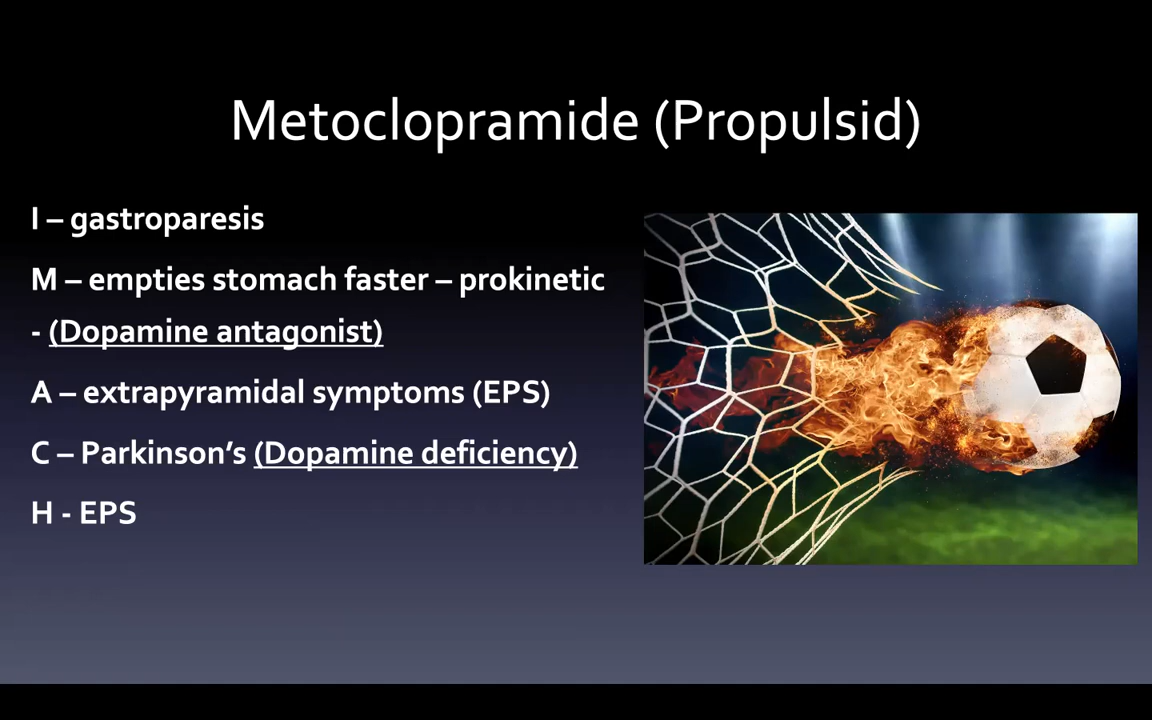 Metoclopramide (Propulsid)
I – gastroparesis
M – empties stomach faster – prokinetic
- (Dopamine antagonist)
A – extrapyramidal symptoms (EPS)
C – Parkinson’s (Dopamine deficiency)
H - EPS